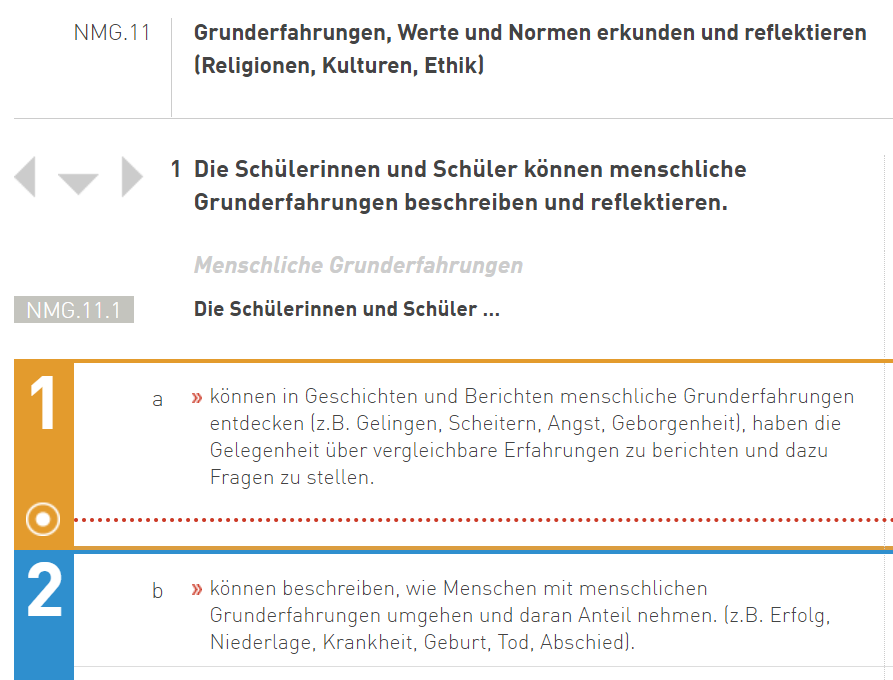 NMG.11 Grunderfahrungen, Werte und Normen erkunden und reflektieren
(Religionen, Kulturen, Ethik)
1 Die Schülerinnen und Schüler können menschliche
Grunderfahrungen beschreiben und reflektieren.
Menschliche Grunderfahrungen
NMG.11.1 Die Schülerinnen und Schüler ...
1 a » können in Geschichten und Berichten menschliche Grunderfahrungen
entdecken (z.B. Gelingen, Scheitern, Angst, Geborgenheit), haben die
Gelegenheit über vergleichbare Erfahrungen zu berichten und dazu
Fragen zu stellen.
2 b » können beschreiben, wie Menschen mit menschlichen
Grunderfahrungen umgehen und daran Anteil nehmen. (z.B. Erfolg,
Niederlage, Krankheit, Geburt, Tod, Abschied).